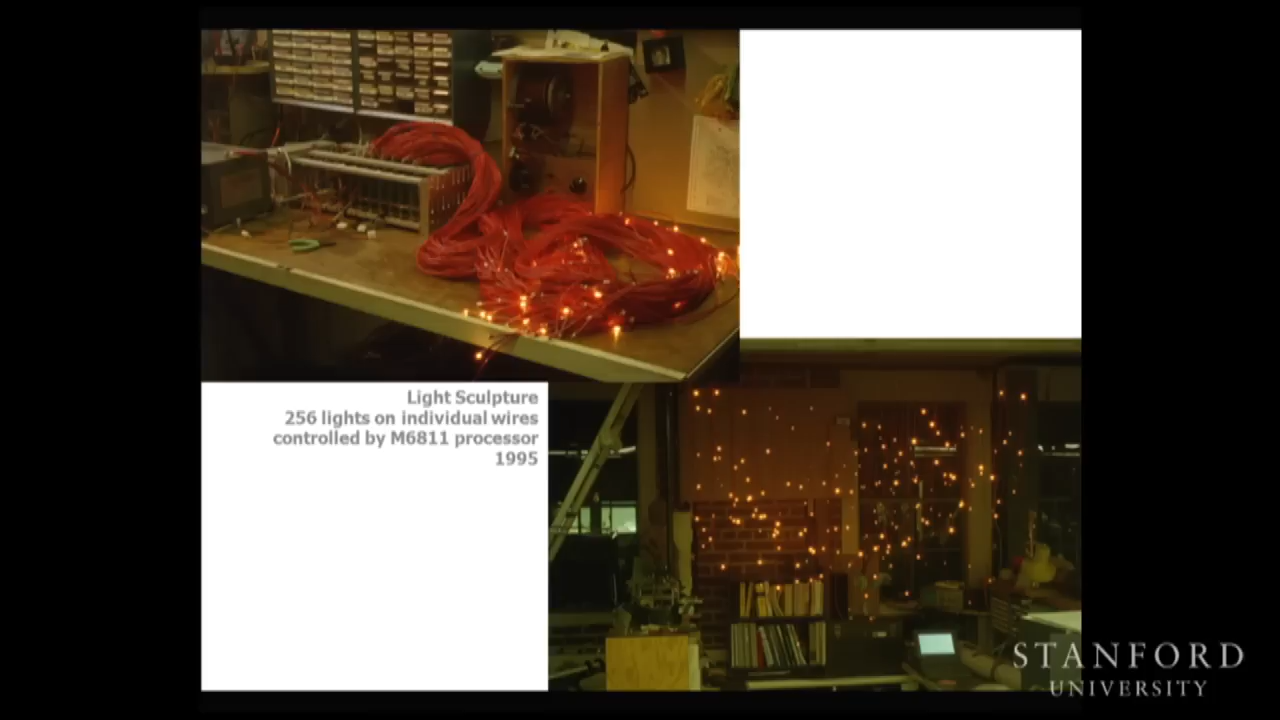 Light Sculpture
256 lights on individual wires
controlled by M6811 processor
1995
STANFORD
UNIVERSITY